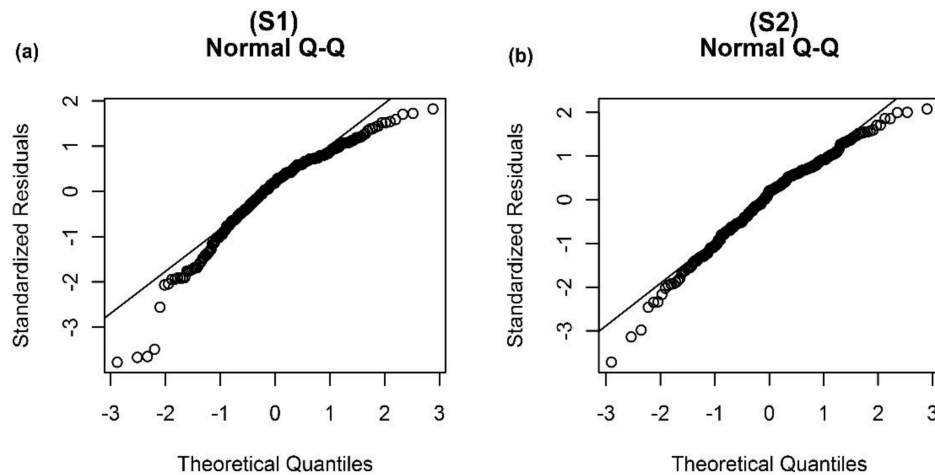 (S1)
(a) Normal Q-Q
Standardized Residuals
2
1
0
-1
-2
-3
-3 -2 -1 0 1 2 3
Theoretical Quantiles
(S2)
(b) Normal Q-Q
Standardized Residuals
2
1
0
-1
-2
-3
-3 -2 -1 0 1 2 3
Theoretical Quantiles